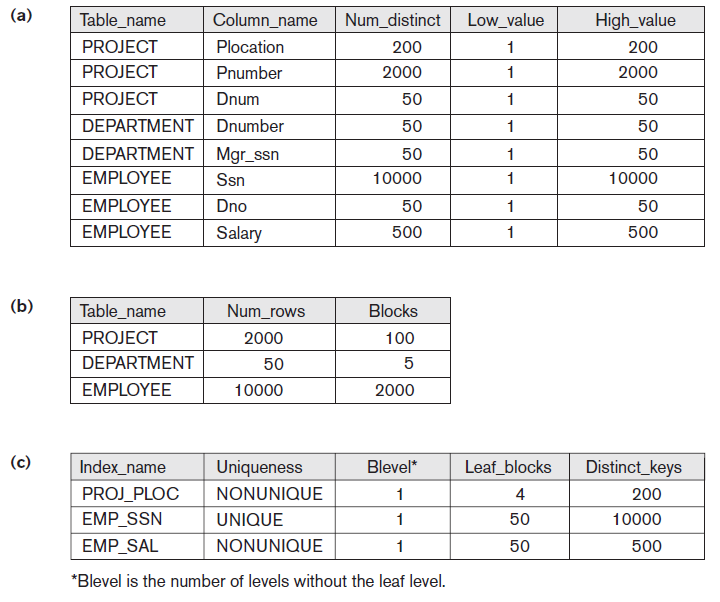 (a)
Table_name Column_name Num_distinct Low_value High_value
PROJECT Plocation 200 1 200
PROJECT Pnumber 2000 1 2000
PROJECT Dnum 50 1 50
DEPARTMENT Dnumber 50 1 50
DEPARTMENT Mgr_ssn 50 1 50
EMPLOYEE Ssn 10000 1 10000
EMPLOYEE Dno 50 1 50
EMPLOYEE Salary 500 1 500
(b)
Table_name Num_rows Blocks
PROJECT 2000 100
DEPARTMENT 50 5
EMPLOYEE 10000 2000
(c)
Index_name Uniqueness Blevel* Leaf_blocks Distinct_keys
PROJ_PLOC NONUNIQUE 1 4 200
EMP_SSN UNIQUE 1 50 10000
EMP_SAL NONUNIQUE 1 50 500
*Blevel is the number of levels without the leaf level.